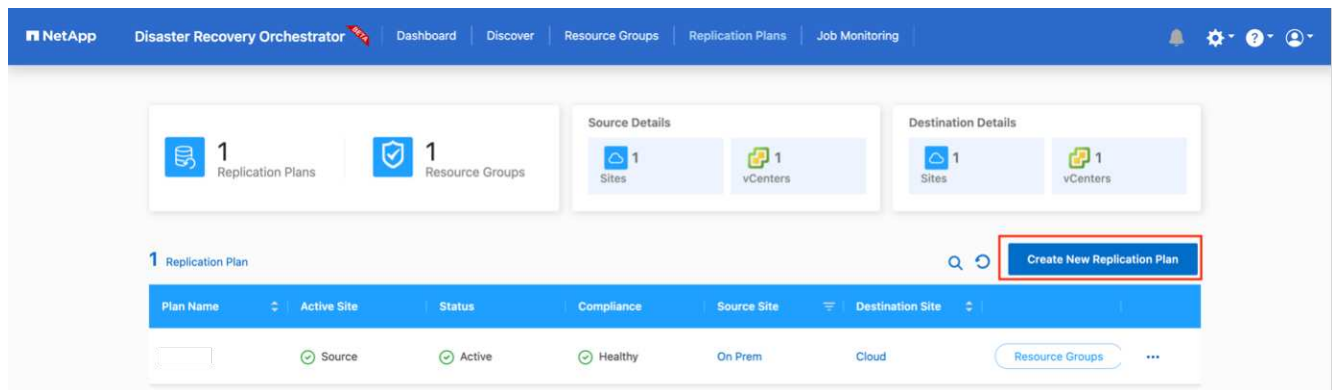 NetApp Disaster Recovery Orchestrator BETA Dashboard Discover Resource Groups Replication Plans Job Monitoring
Source Details
Destination Details
1
Replication Plans
1
Resource Groups
1
Sites
1
vCenters
1
Sites
1
vCenters
1 Replication Plan
Create New Replication Plan
Plan Name Active Site Status Compliance Source Site Destination Site
Source Active Healthy On Prem Cloud Resource Groups